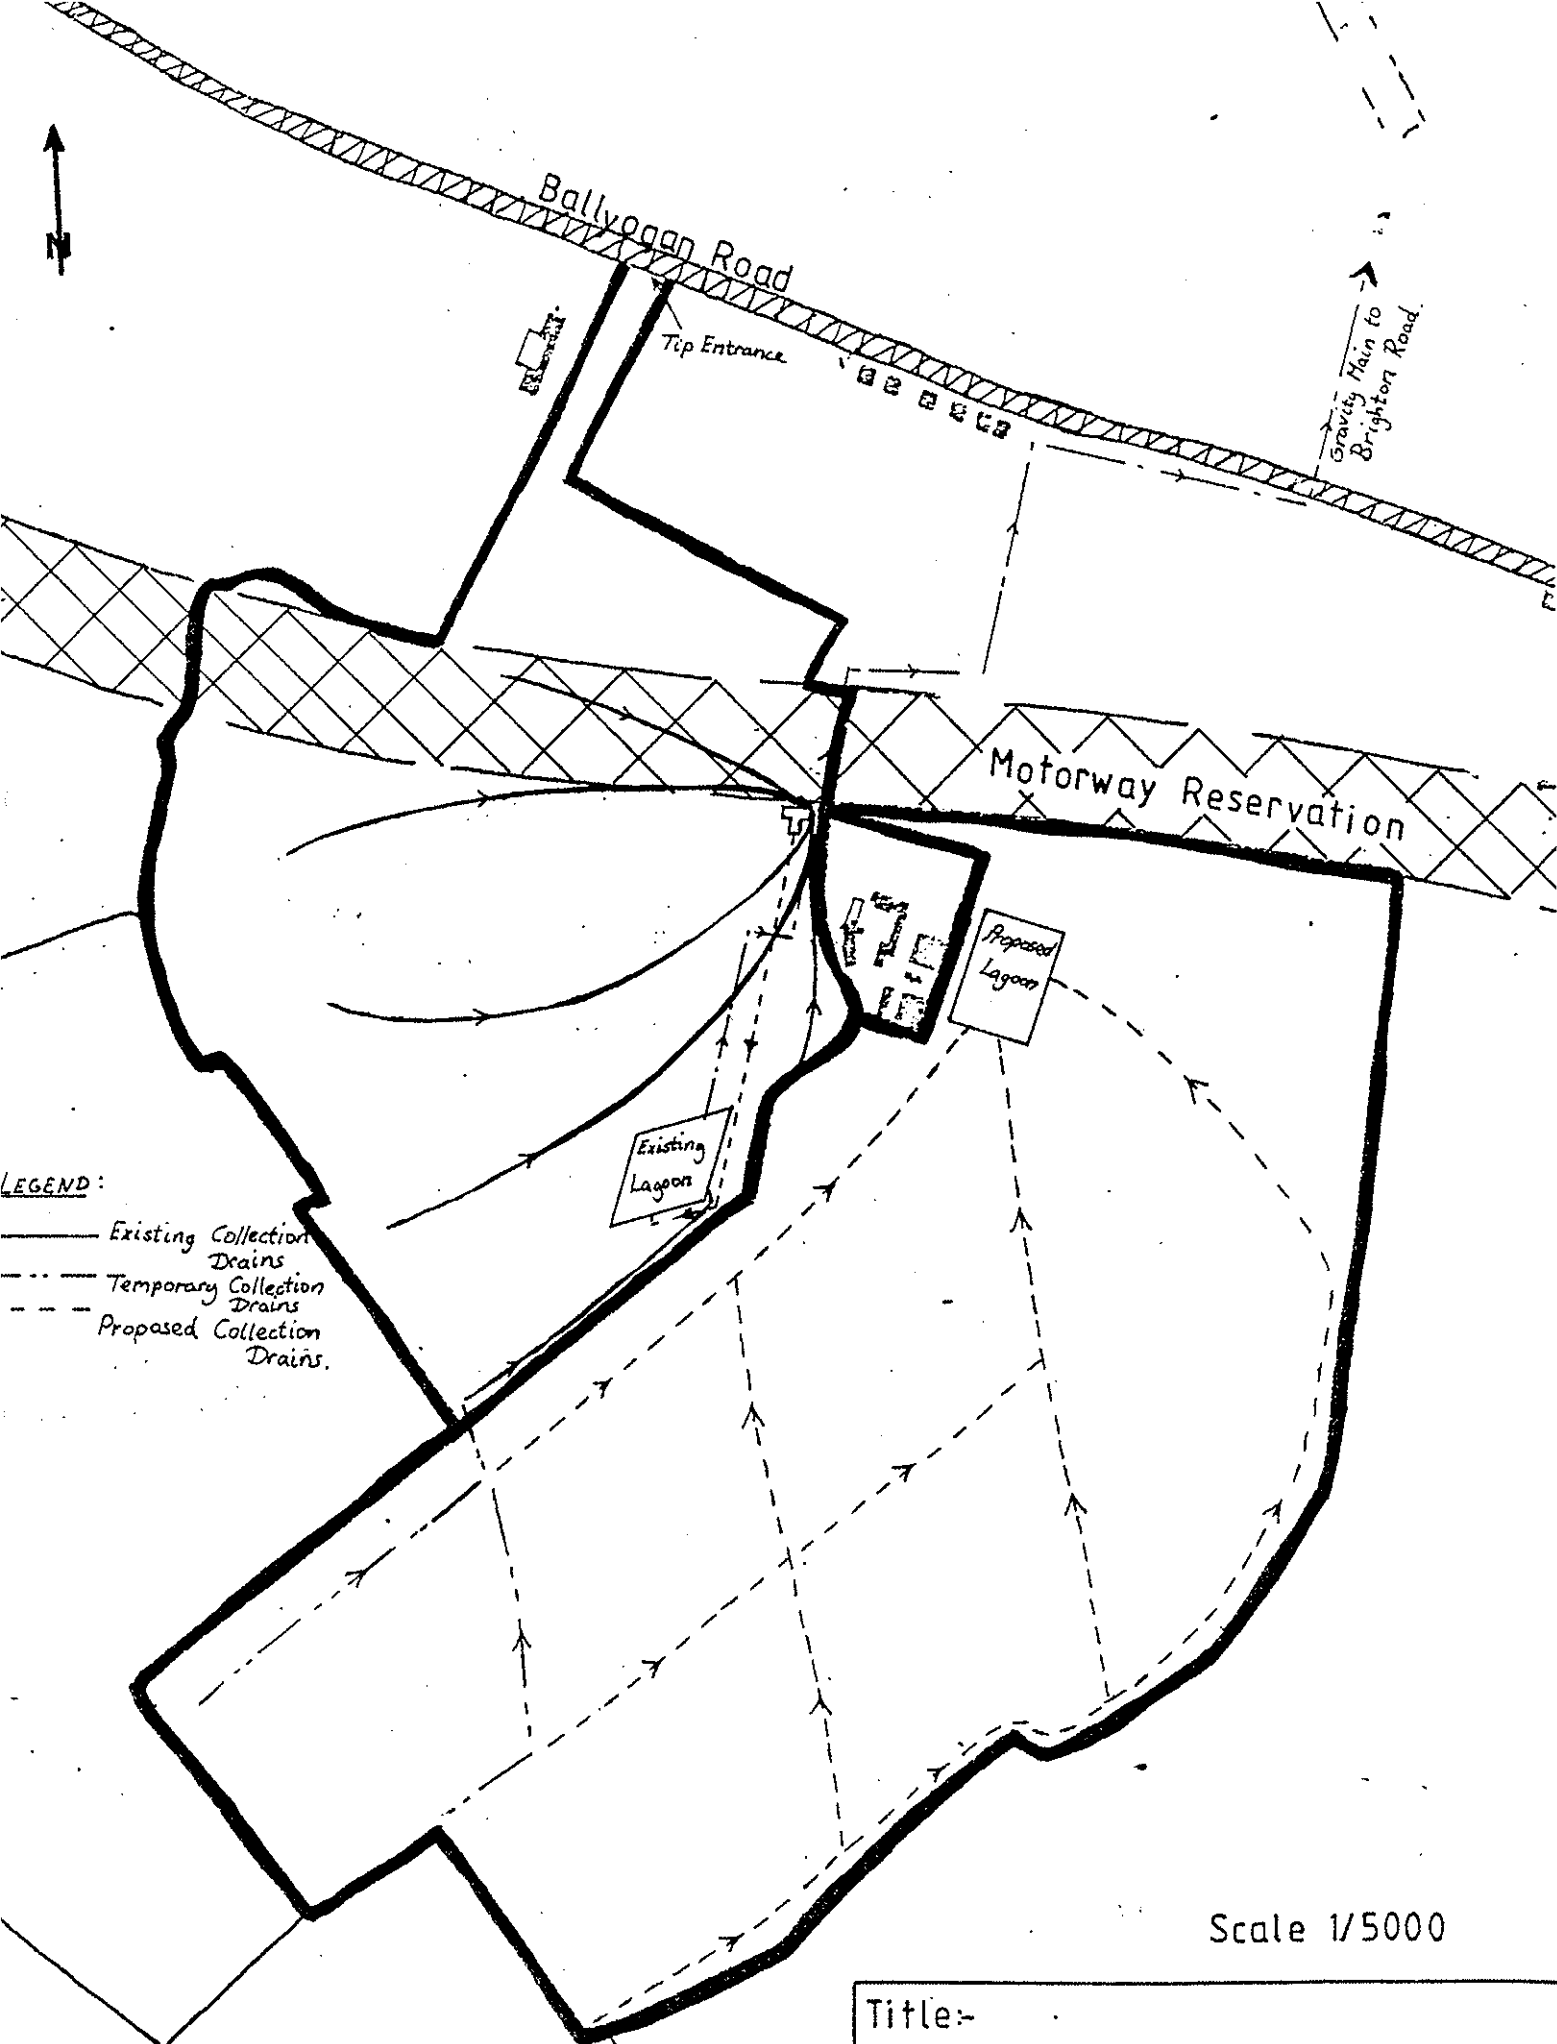 N
Ballyogan Road
Tip Entrance
Gravity Main to
Brighton Road.
Motorway Reservation
Proposed
Lagoon
Existing
Lagoon
LEGEND:
Existing Collection
Drains
Temporary Collection
Drains
Proposed Collection
Drains.
Scale 1/5000
Title:-